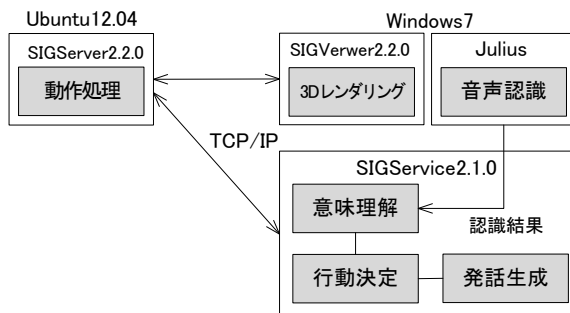 Ubuntu12.04
Windows7
SIGServer2.2.0
SIGVerwer2.2.0
Julius
動作処理
3Dレンダリング
音声認識
TCP/IP
SIGService2.1.0
意味理解
認識結果
行動決定
発話生成